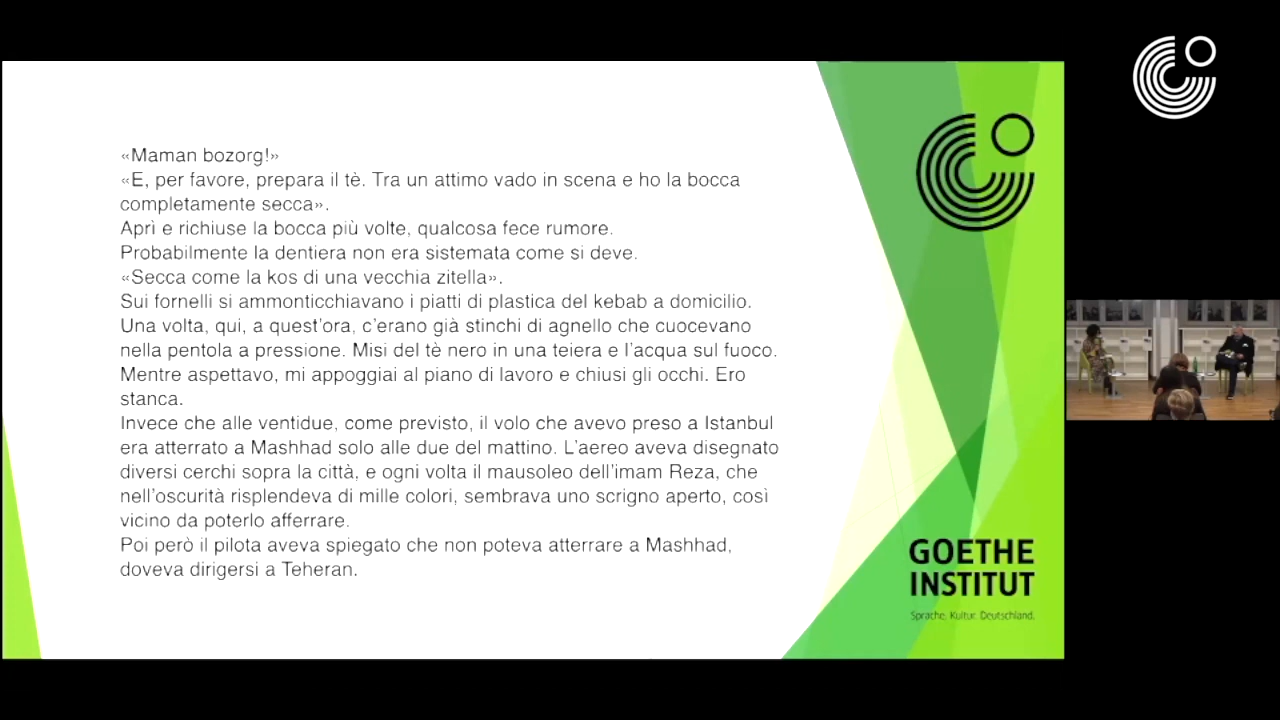 «Maman bozorg!»
«E, per favore, prepara il tè. Tra un attimo vado in scena e ho la bocca
completamente secca».
Aprì e richiuse la bocca più volte, qualcosa fece rumore.
Probabilmente la dentiera non era sistemata come si deve.
«Secca come la kos di una vecchia zitella».
Sui fornelli si ammonticchiavano i piatti di plastica del kebab a domicilio.
Una volta, qui, a quest'ora, c'erano già stinchi di agnello che cuocevano
nella pentola a pressione. Misi del tè nero in una teiera e l'acqua sul fuoco.
Mentre aspettavo, mi appoggiai al piano di lavoro e chiusi gli occhi. Ero
stanca.
Invece che alle ventidue, come previsto, il volo che avevo preso a Istanbul
era atterrato a Mashhad solo alle due del mattino. L'aereo aveva disegnato
diversi cerchi sopra la città, e ogni volta il mausoleo dell'imam Reza, che
nell'oscurità risplendeva di mille colori, sembrava uno scrigno aperto, così
vicino da poterlo afferrare.
Poi però il pilota aveva spiegato che non poteva atterrare a Mashhad,
doveva dirigersi a Teheran.
GOETHE
INSTITUT
Sprache. Kultur. Deutschland.